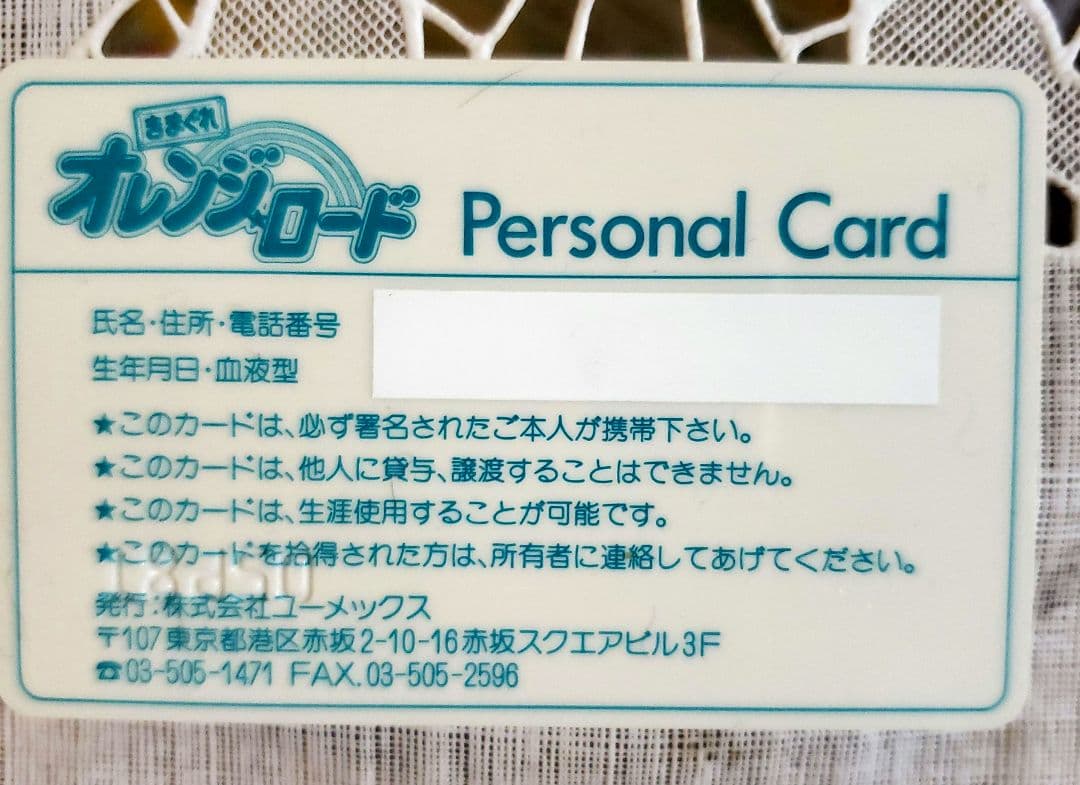 きまぐれ
オレンジ★ロード
Personal Card
氏名・住所・電話番号
生年月日・血液型
★このカードは、必ず署名されたご本人が携帯下さい。
★このカードは、他人に貸与、譲渡することはできません。
★このカードは、生涯使用することが可能です。
★このカードを拾得された方は、所有者に連絡してあげてください。
発行:株式会社ユーメックス
〒107東京都港区赤坂2-10-16赤坂スクエアビル3F
☎03-505-1471 FAX.03-505-2596